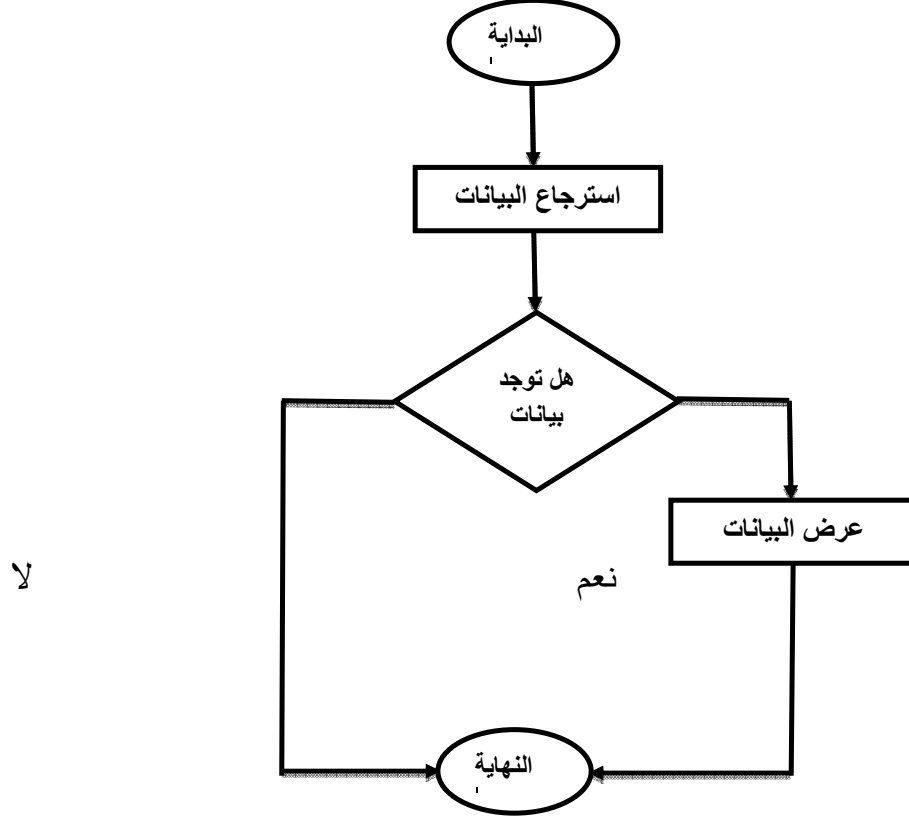 البداية
استرجاع البيانات
هل توجد
بيانات
عرض البيانات
نعم
لا
النهاية